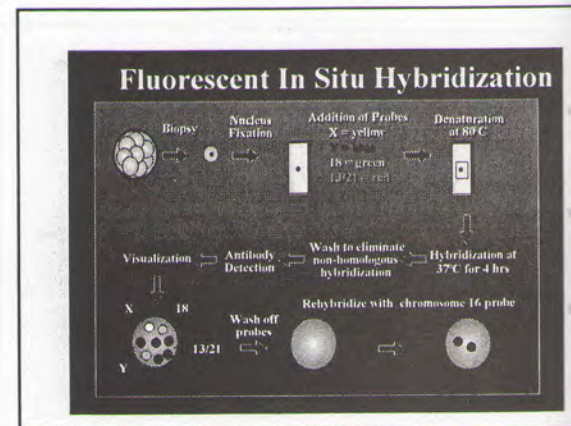 Fluorescent In Situ Hybridization
Biopsy
Nucleus
Fixation
Addition of Probes
X = yellow
18 = green
13/21 = red
Denaturation
at 80°C
Hybridization at
37°C for 4 hrs
Wash to eliminate
non-homologous
hybridization
Antibody
Detection
Visualization
X
18
13/21
Y
Wash off
probes
Rehybridize with chromosome 16 probe